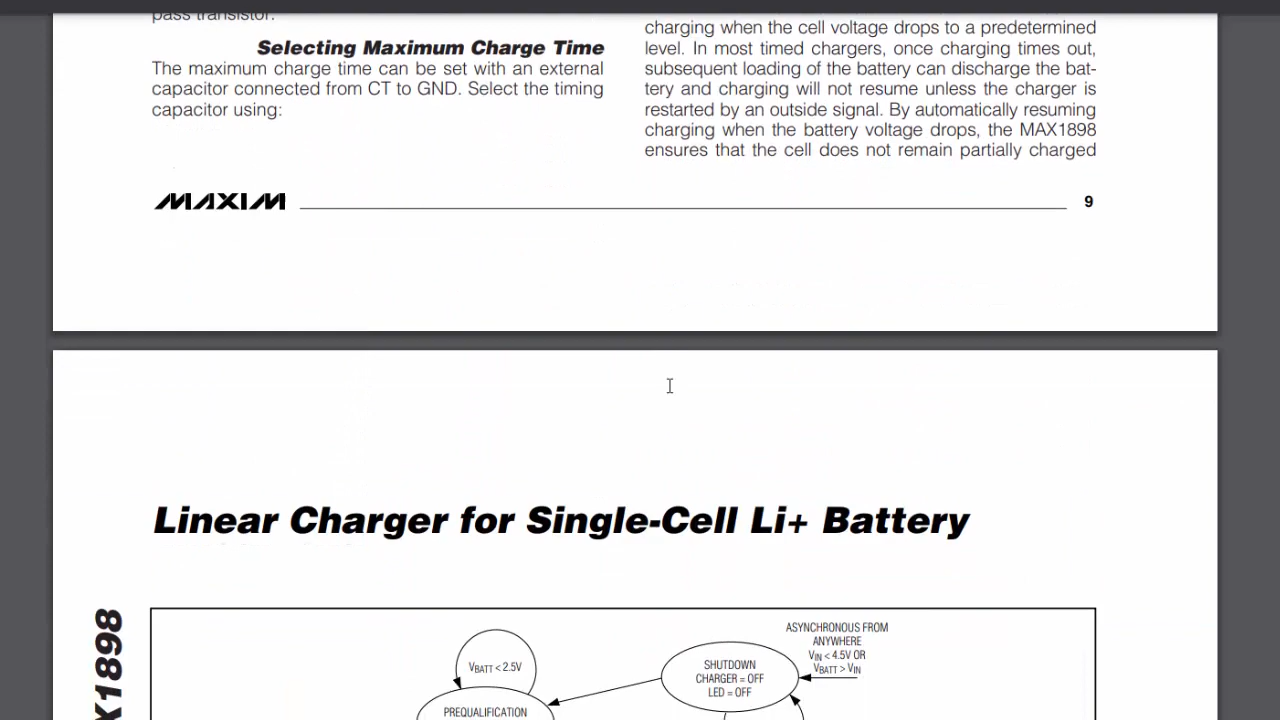 pass transistor.
Selecting Maximum Charge Time
The maximum charge time can be set with an external
capacitor connected from CT to GND. Select the timing
capacitor using:
charging when the cell voltage drops to a predetermined
level. In most timed chargers, once charging times out,
subsequent loading of the battery can discharge the bat-
tery and charging will not resume unless the charger is
restarted by an outside signal. By automatically resuming
charging when the battery voltage drops, the MAX1898
ensures that the cell does not remain partially charged
MAXIM
9
Linear Charger for Single-Cell Li+ Battery
X1898
VBATT < 2.5V
PREQUALIFICATION
SHUTDOWN
CHARGER = OFF
LED = OFF
ASYNCHRONOUS FROM
ANYWHERE
VIN < 4.5V OR
VBATT > VIN